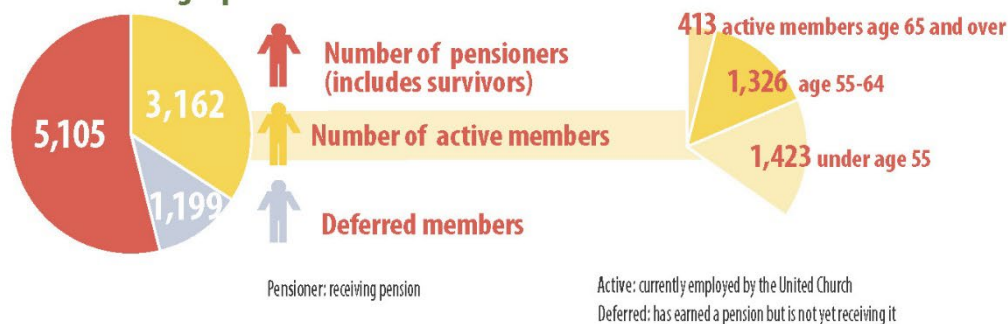 5,105
3,162
1,199
Number of pensioners
(includes survivors)
Number of active members
Deferred members
413 active members age 65 and over
1,326 age 55-64
1,423 under age 55
Pensioner: receiving pension
Active: currently employed by the United Church
Deferred: has earned a pension but is not yet receiving it